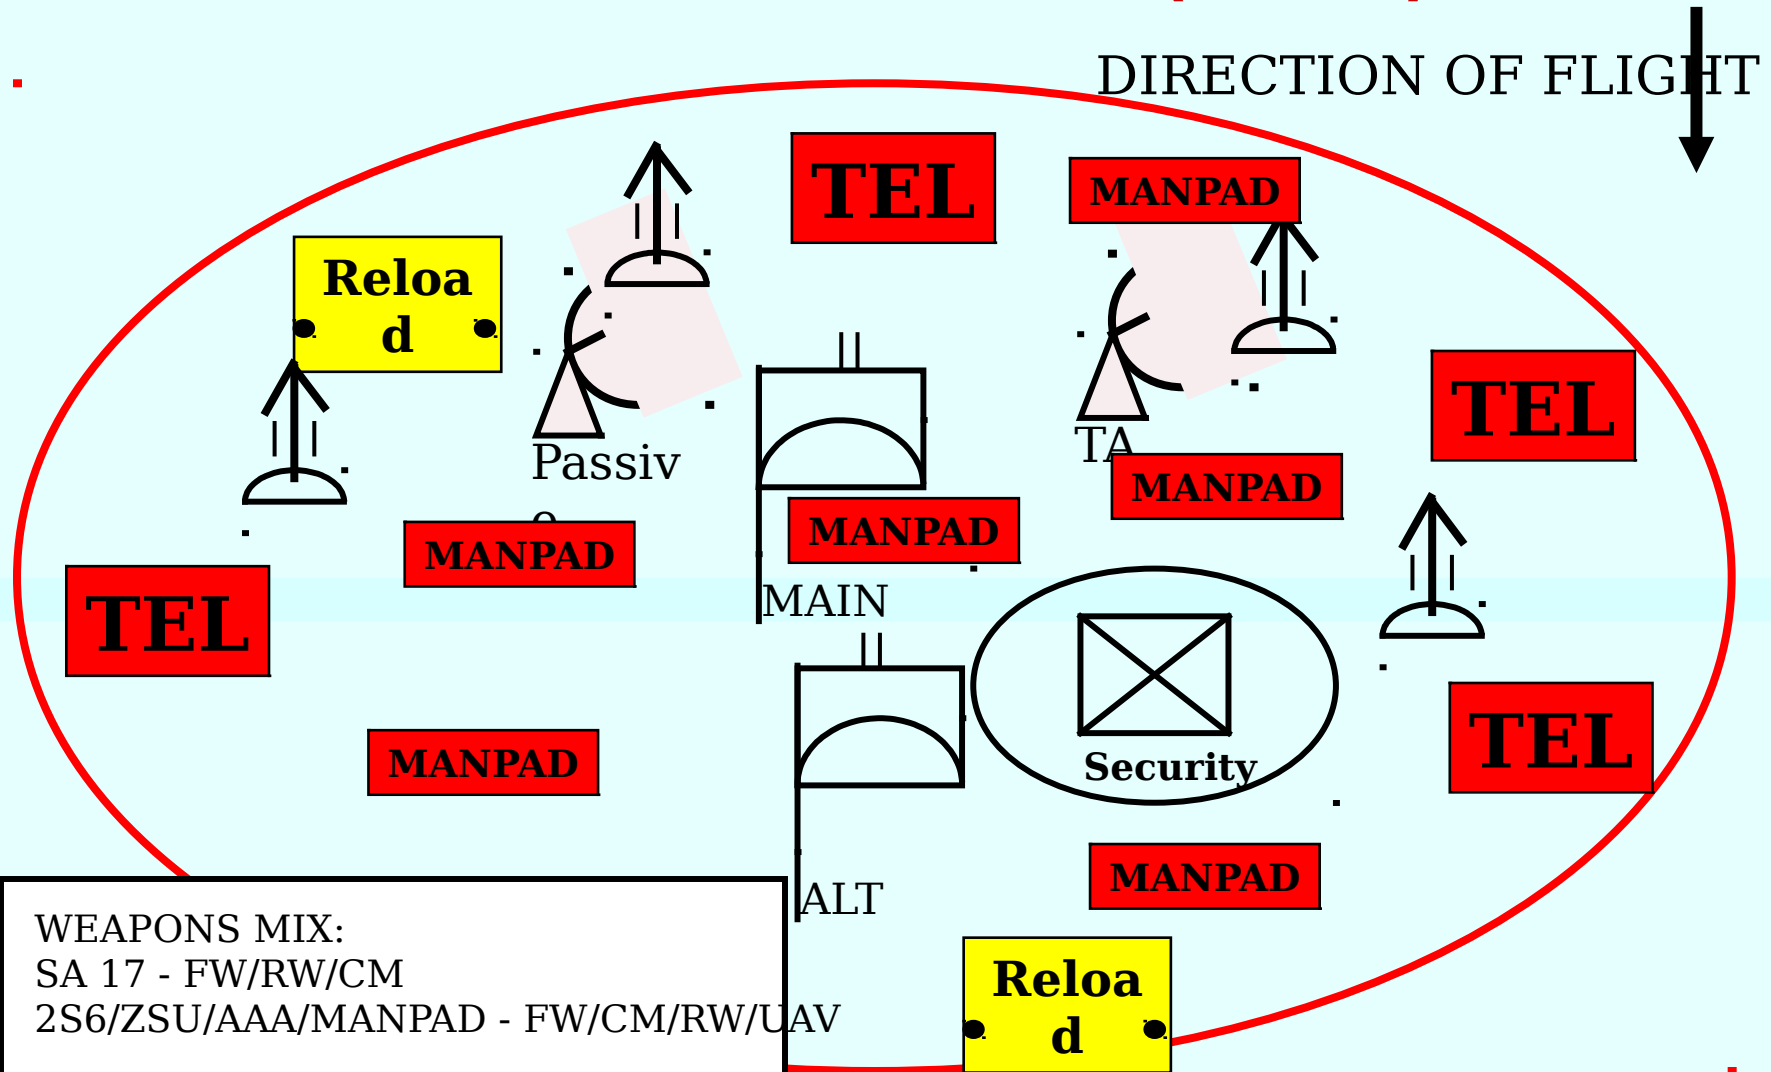 DIRECTION OF FLIGHT
TEL
MANPAD
Reloa
d
TEL
Passiv
e
TA
MANPAD
MANPAD
MANPAD
TEL
MAIN
TEL
MANPAD
Security
MANPAD
ALT
WEAPONS MIX:
SA 17 - FW/RW/CM
2S6/ZSU/AAA/MANPAD - FW/CM/RW/UAV
Reloa
d